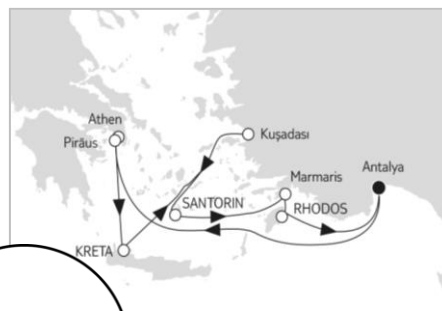 Athen
Piräus
Kuşadası
Marmaris
Antalya
SANTORIN
RHODOS
KRETA